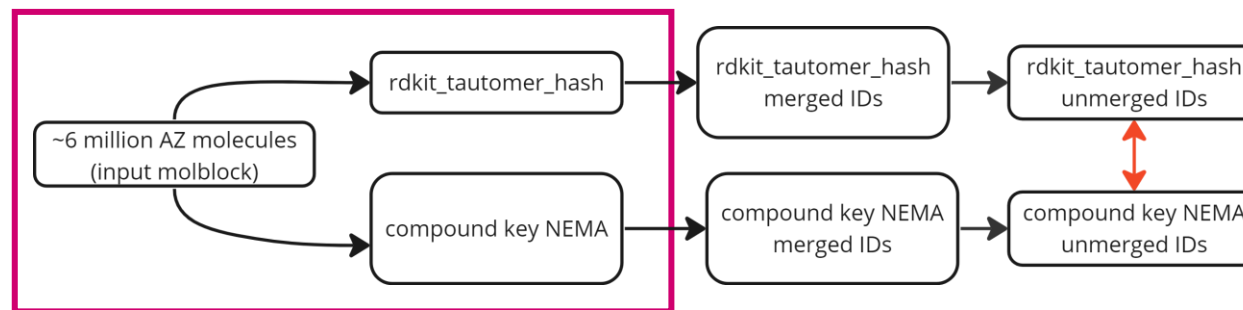 ~6 million AZ molecules
(input molblock)
rdkit_tautomer_hash
compound key NEMA
rdkit_tautomer_hash
merged IDs
compound key NEMA
merged IDs
rdkit_tautomer_hash
unmerged IDs
compound key NEMA
unmerged IDs